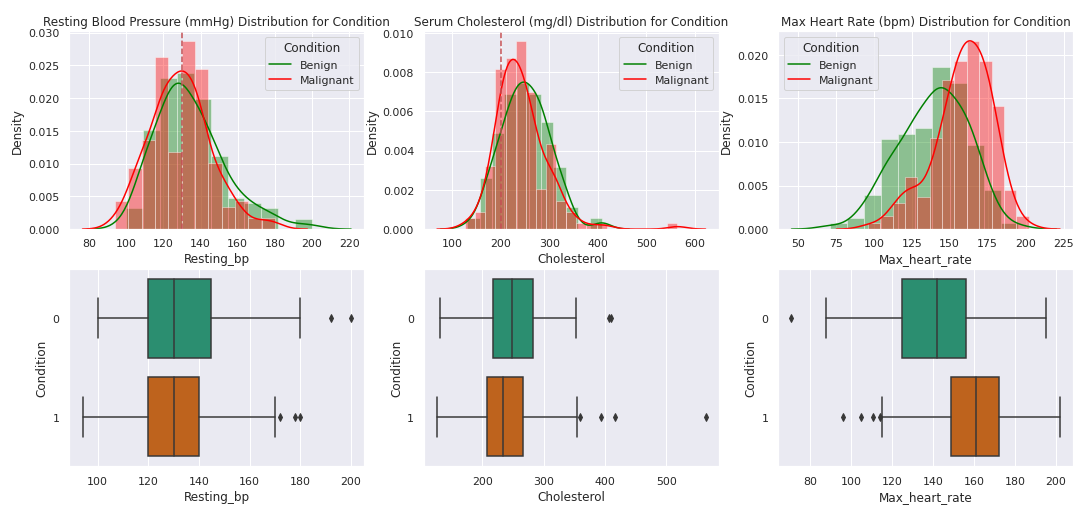 Resting Blood Pressure (mmHg) Distribution for Condition
0.030
0.025
0.020
0.015
0.010
0.005
0.000
Density
Condition
Benign
Malignant
80 100 120 140 160 180 200 220
Resting_bp
Serum Cholesterol (mg/dl) Distribution for Condition
0.010
0.008
0.006
0.004
0.002
0.000
Density
Condition
Benign
Malignant
100 200 300 400 500 600
Cholesterol
Max Heart Rate (bpm) Distribution for Condition
0.020
0.015
0.010
0.005
0.000
Density
Condition
Benign
Malignant
50 75 100 125 150 175 200 225
Max_heart_rate
0
1
Condition
100 120 140 160 180 200
Resting_bp
0
1
Condition
200 300 400 500
Cholesterol
0
1
Condition
80 100 120 140 160 180 200
Max_heart_rate